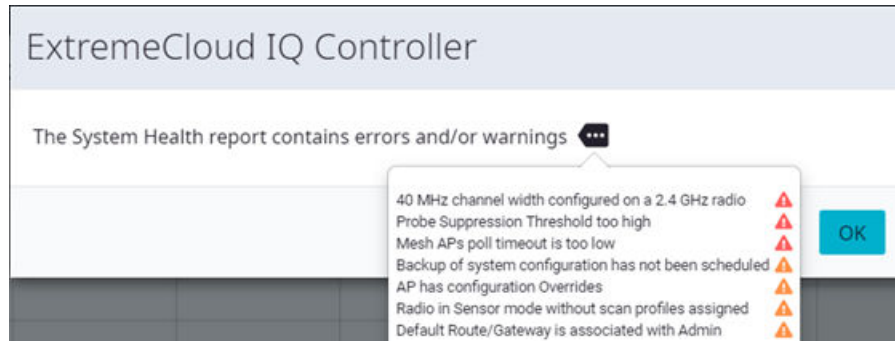 ExtremeCloud IQ Controller
The System Health report contains errors and/or warnings
40 MHz channel width configured on a 2.4 GHz radio
Probe Suppression Threshold too high
Mesh APs poll timeout is too low
OK
Backup of system configuration has not been scheduled
AP has configuration Overrides
Radio in Sensor mode without scan profiles assigned
Default Route/Gateway is associated with Admin